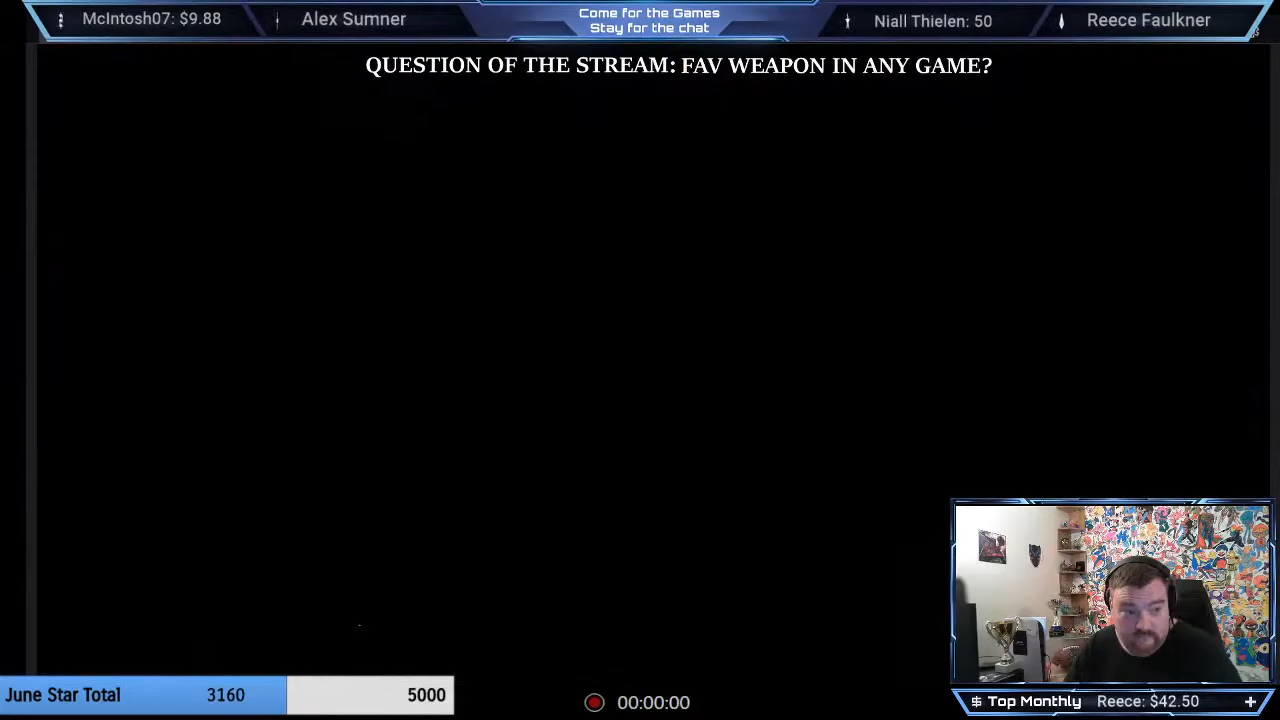 McIntosh07: $9.88
Alex Sumner
Come for the Games
Stay for the chat
Niall Thielen: 50
Reece Faulkner
QUESTION OF THE STREAM: FAV WEAPON IN ANY GAME?
June Star Total 3160 5000
00:00:00
$ Top Monthly Reece: $42.50 +